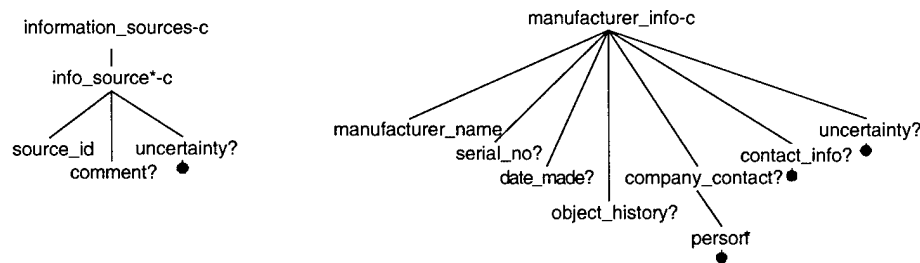 information_sources-c
info_source*-c
source_id
comment?
uncertainty?
manufacturer_info-c
manufacturer_name
serial_no?
date_made?
object_history?
company_contact?
person*
contact_info?
uncertainty?